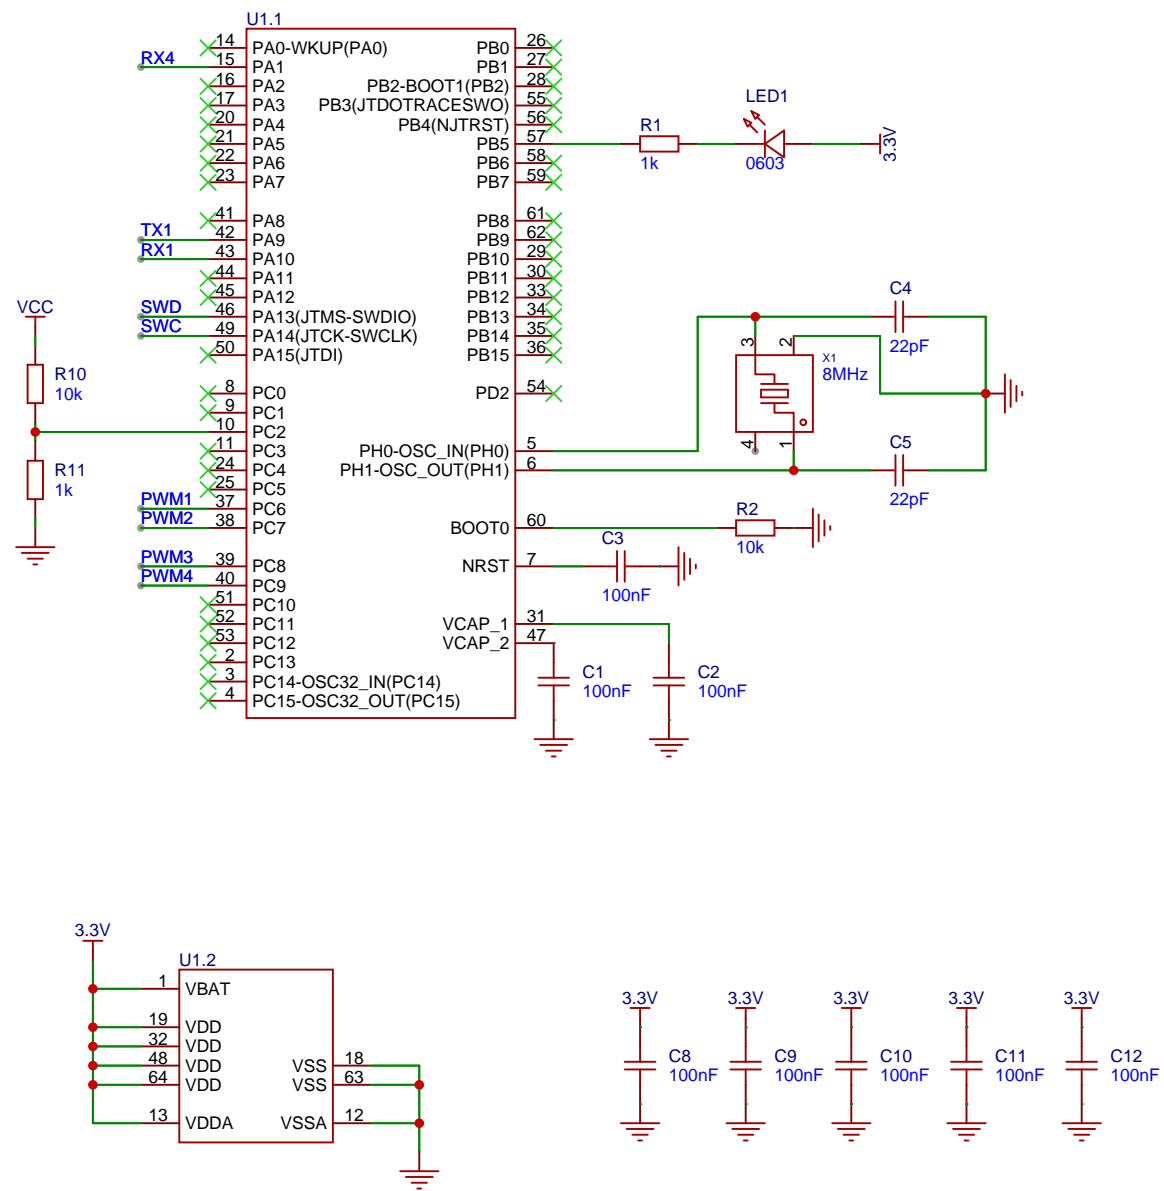 U1.1
14 PA0-WKUP(PA0) PB0 26
RX4 15 PA1 PB1 27
16 PA2 PB2-BOOT1(PB2) 28
17 PA3 PB3(JTDOTRACESWO) 55
20 PA4 PB4(NJTRST) 56
21 PA5 PB5 57
22 PA6 PB6 58
23 PA7 PB7 59
R1
1k
LED1
0603
3.3V
41 PA8 PB8 61
TX1 42 PA9 PB9 62
RX1 43 PA10 PB10 29
44 PA11 PB11 30
45 PA12 PB12 33
SWD 46 PA13(JTMS-SWDIO) PB13 34
SWC 49 PA14(JTCK-SWCLK) PB14 35
50 PA15(JTDI) PB15 36
VCC
R10
10k
R11
1k
8 PC0 PD2 54
9 PC1
10 PC2
11 PC3 PH0-OSC_IN(PH0) 5
24 PC4 PH1-OSC_OUT(PH1) 6
25 PC5
PWM1 37 PC6
PWM2 38 PC7 BOOT0 60
PWM3 39 PC8 NRST 7
PWM4 40 PC9
51 PC10
52 PC11 VCAP_1 31
53 PC12 VCAP_2 47
2 PC13
3 PC14-OSC32_IN(PC14)
4 PC15-OSC32_OUT(PC15)
C4
22pF
3 2
X1
8MHz
4 1
C5
22pF
R2
10k
C3
100nF
C1
100nF
C2
100nF
3.3V
U1.2
1 VBAT
19 VDD
32 VDD
48 VDD VSS 18
64 VDD VSS 63
13 VDDA VSSA 12
3.3V 3.3V 3.3V 3.3V 3.3V
C8 C9 C10 C11 C12
100nF 100nF 100nF 100nF 100nF